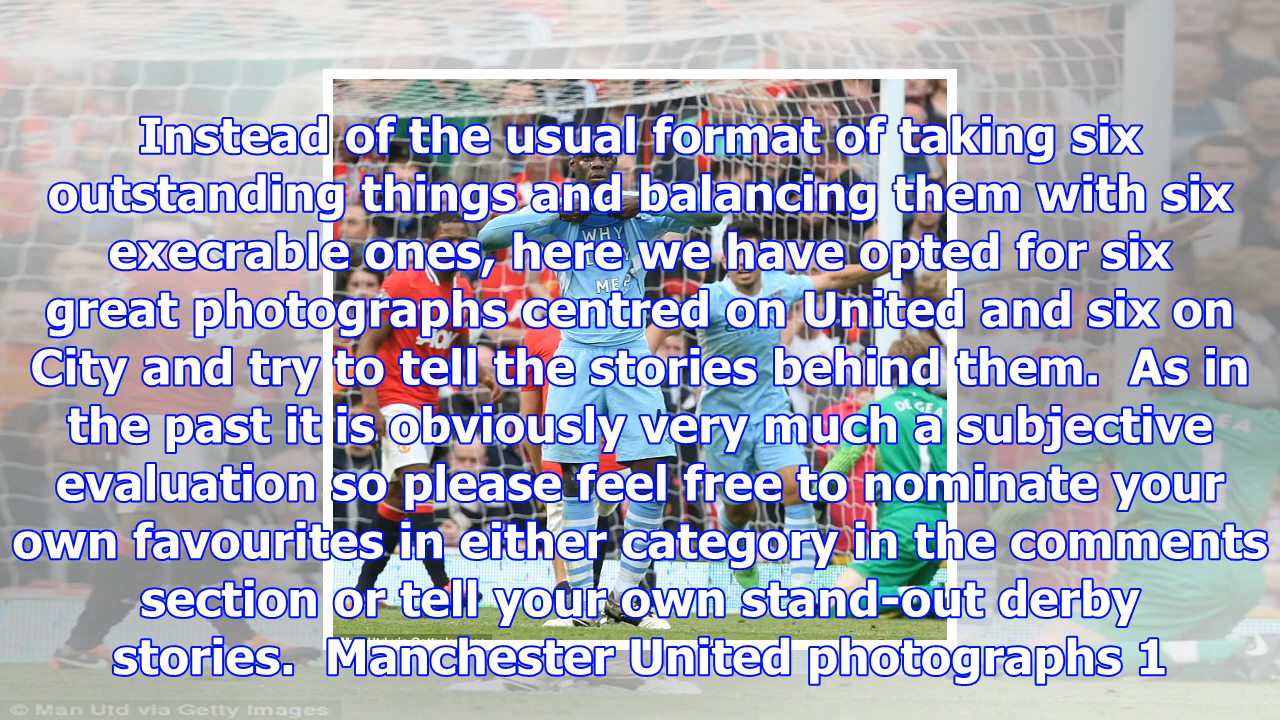 Instead of the usual format of taking six
outstanding things and balancing them with six
execrable ones, here we have opted for six
great photographs centred on United and six on
City and try to tell the stories behind them.  As in
the past it is obviously very much a subjective
evaluation so please feel free to nominate your
own favourites in either category in the comments
section or tell your own stand-out derby
stories.  Manchester United photographs 1
WHY
ME?
DE GEA
© Man Utd via Getty Images